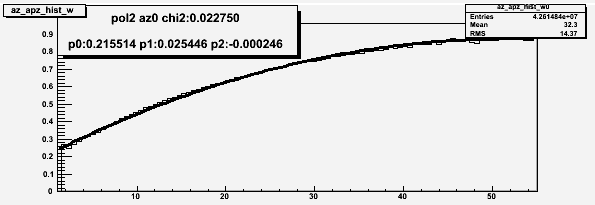 az_apz_hist_w
pol2 az0 chi2:0.022750
p0:0.215514 p1:0.025446 p2:-0.000246
az_apz_hist_w0
Entries 4.261484e+07
Mean 32.3
RMS 14.37
0.9
0.8
0.7
0.6
0.5
0.4
0.3
0.2
0.1
0
10 20 30 40 50